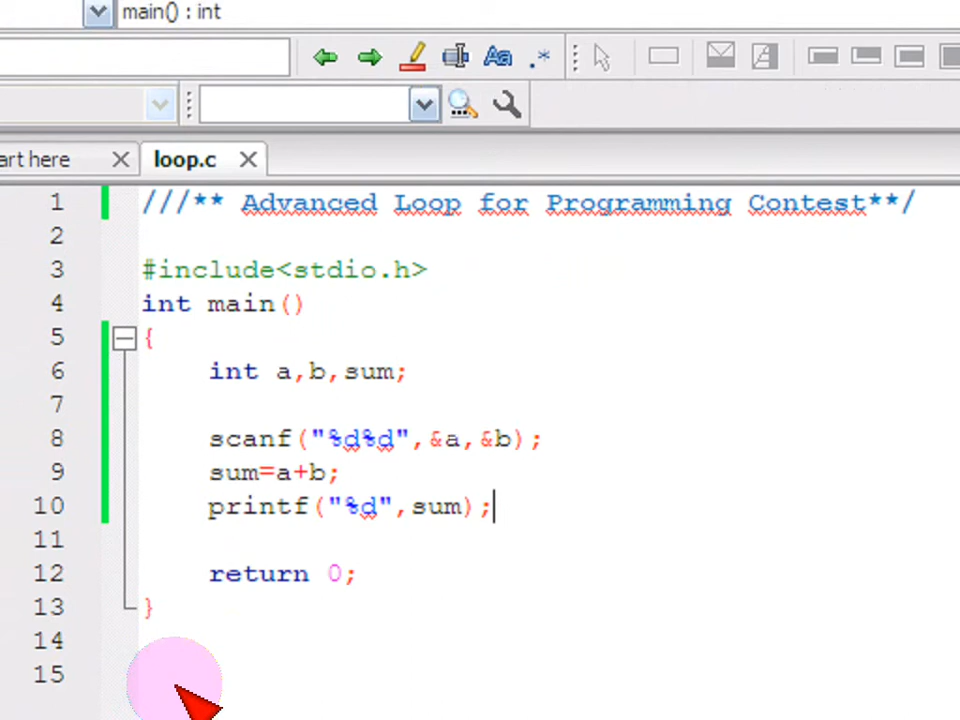 main() : int
art here
loop.c
1 ///** Advanced Loop for Programming Contest**/
2
3 #include<stdio.h>
4 int main()
5 {
6 int a,b,sum;
7
8 scanf("%d%d",&a,&b);
9 sum=a+b;
10 printf("%d",sum);
11
12 return 0;
13 }
14
15